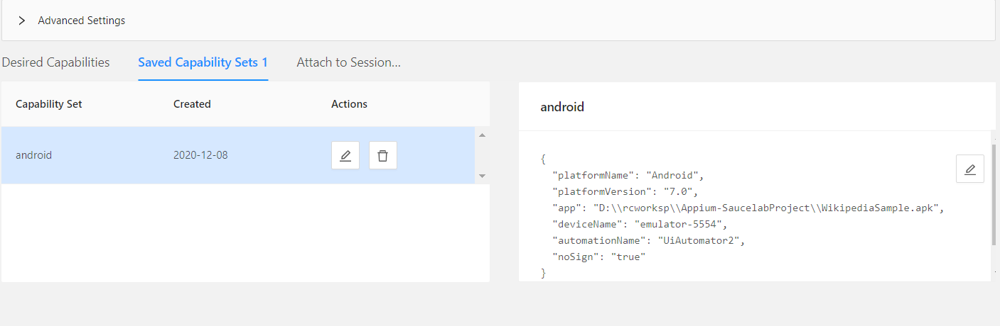 Advanced Settings
Desired Capabilities
Saved Capability Sets 1
Attach to Session...
Capability Set
Created
Actions
android
2020-12-08
android
{
"platformName": "Android",
"platformVersion": "7.0",
"app": "D:\\rcworksp\\Appium-SaucelabProject\\WikipediaSample.apk",
"deviceName": "emulator-5554",
"automationName": "UiAutomator2",
"noSign": "true"
}